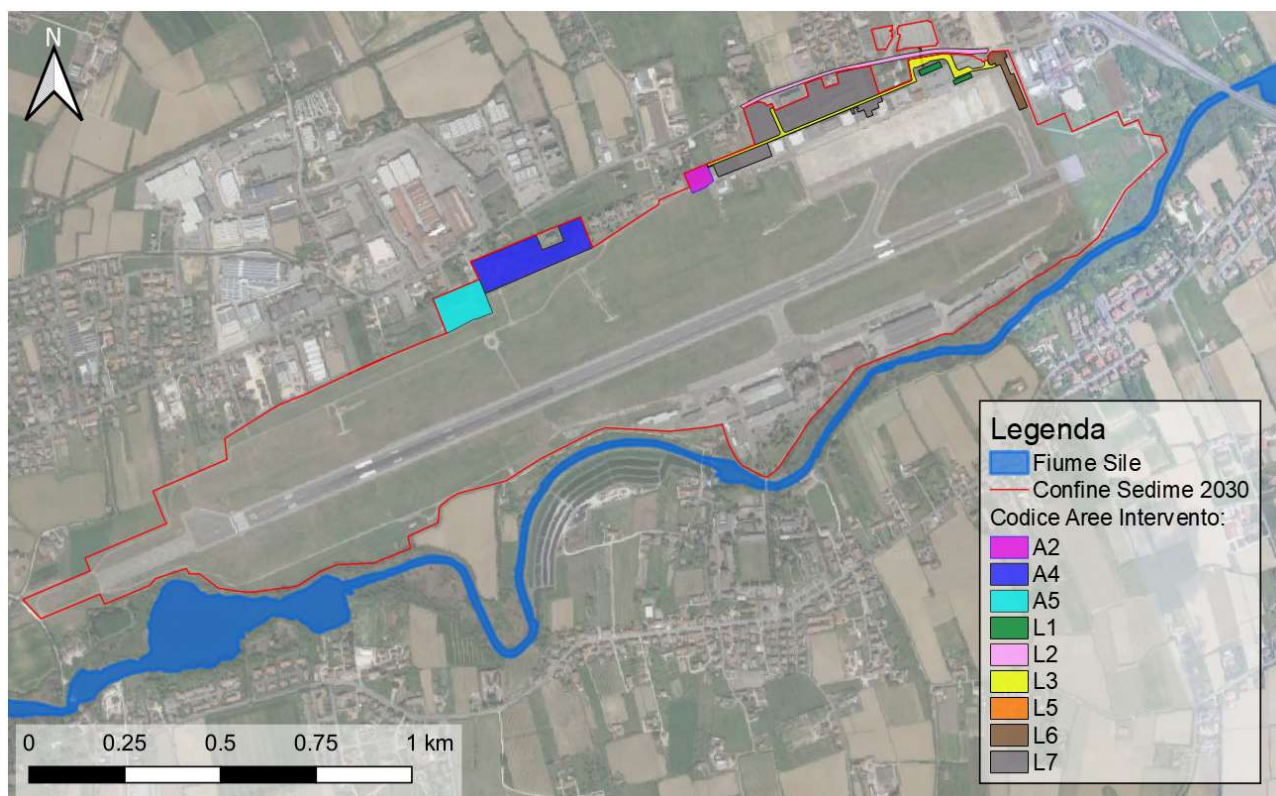 N
Legenda
Fiume Sile
Confine Sedime 2030
Codice Aree Intervento:
A2
A4
A5
L1
L2
L3
L5
L6
L7
0 0.25 0.5 0.75 1 km